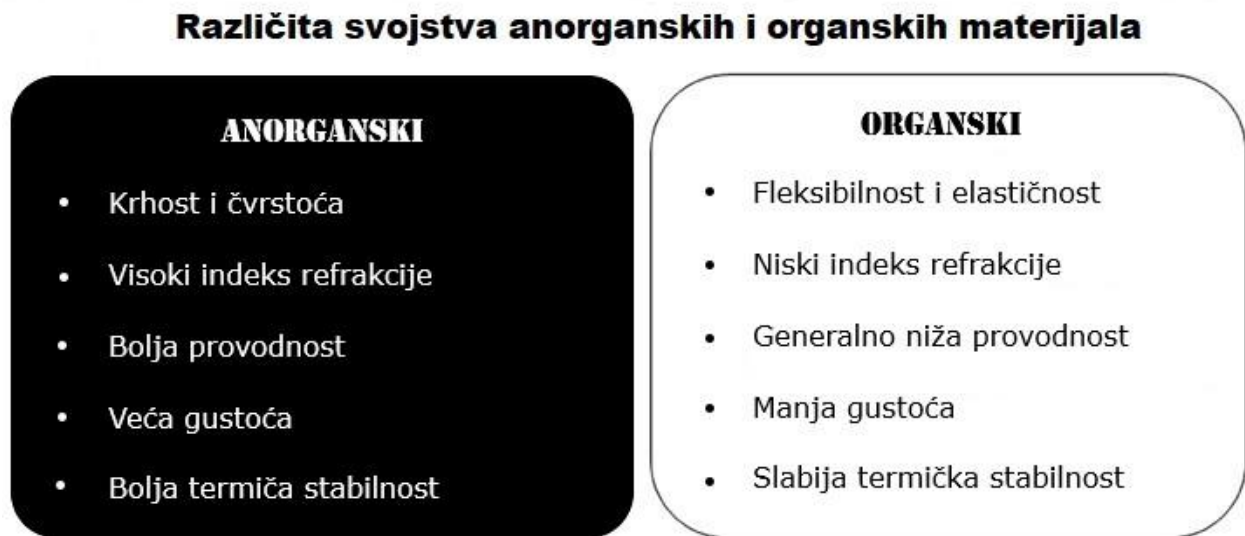 Različita svojstva anorganskih i organskih materijala
ANORGANSKI
• Krhost i čvrstoća
• Visoki indeks refrakcije
• Bolja provodnost
• Veća gustoća
• Bolja termiča stabilnost
ORGANSKI
• Fleksibilnost i elastičnost
• Niski indeks refrakcije
• Generalno niža provodnost
• Manja gustoća
• Slabija termička stabilnost